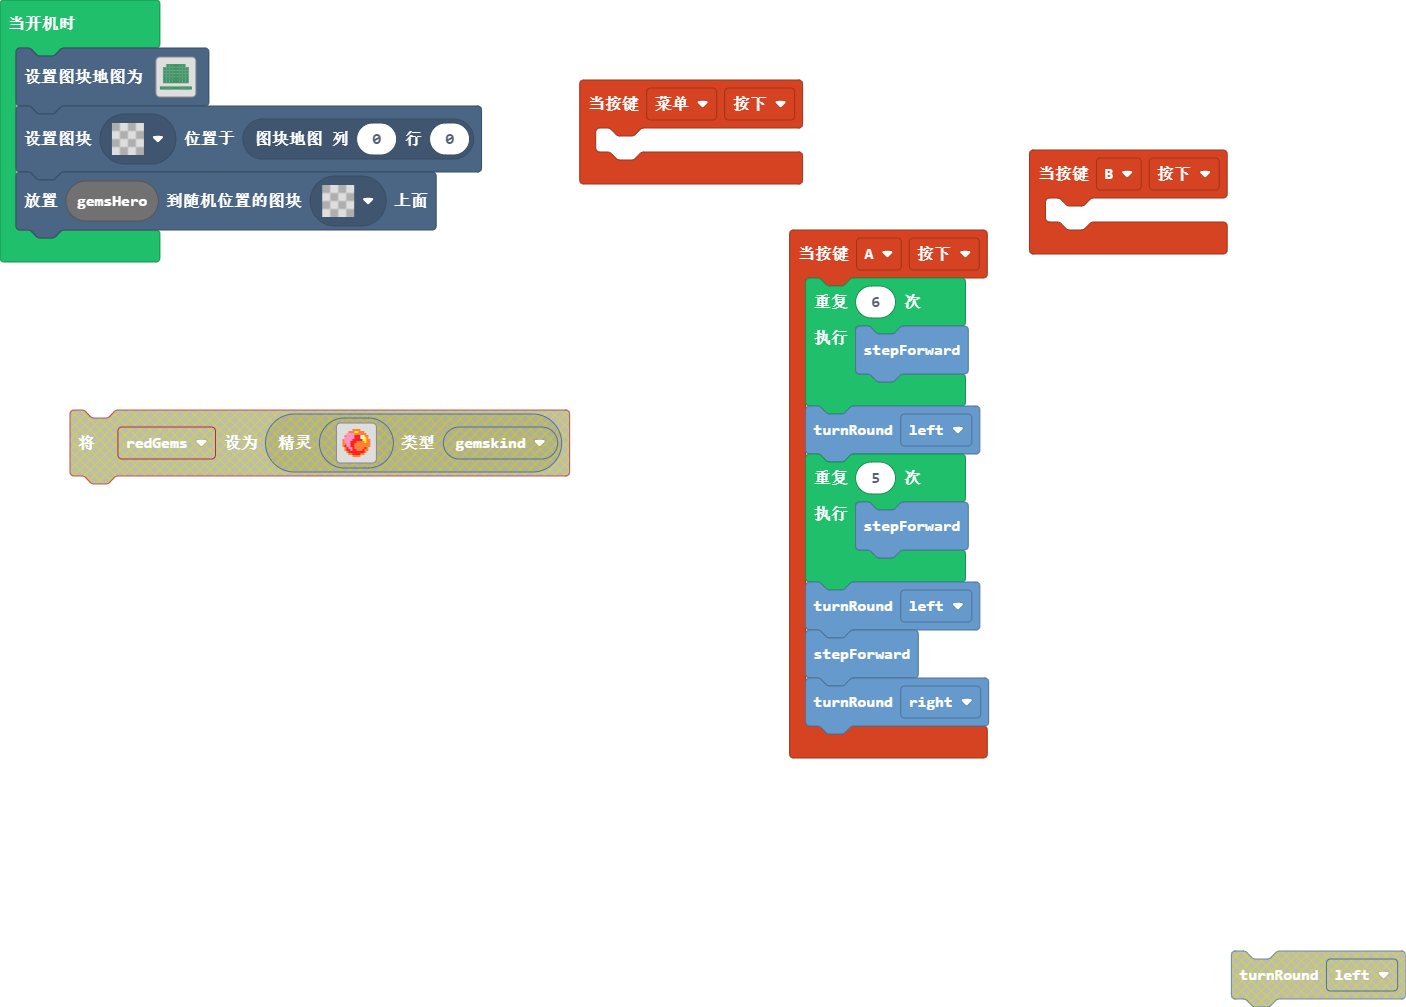 当开机时
设置图块地图为
设置图块 位置于 图块地图 列 0 行 0
放置 gemsHero 到随机位置的图块 上面
当按键 菜单 按下
当按键 B 按下
当按键 A 按下
重复 6 次
执行 stepForward
turnRound left
重复 5 次
执行 stepForward
turnRound left
stepForward
turnRound right
将 redGems 设为 精灵 类型 gemskind
turnRound left